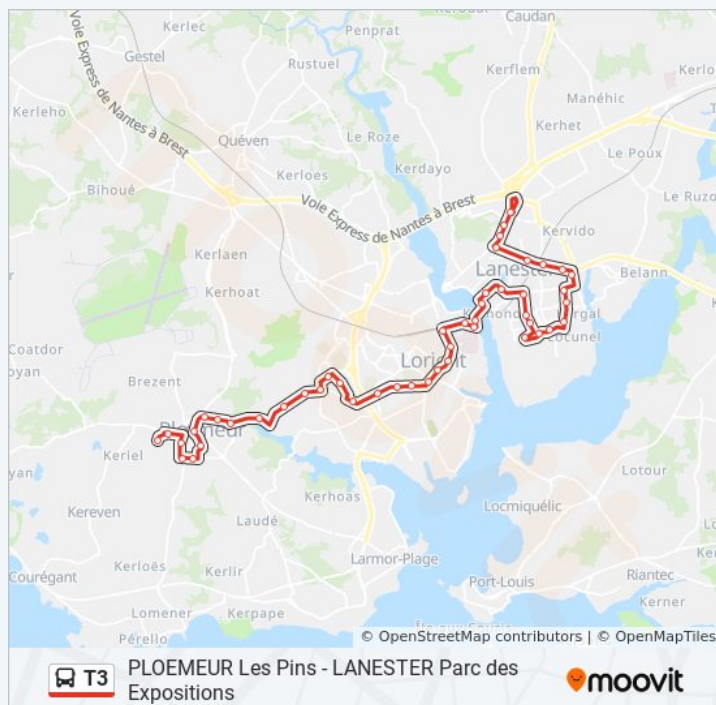 Caudan
Kerlec
Penprat
Gestel
Rustuel
Kerflem
Manéhic
Kerleho
Voie Express de Nantes à Brest
Quéven
Le Roze
Kerhet
Kerloes
Kerdayo
Le Poux
Bihoué
Voie Express de Nantes à Brest
Le Ruzo
Kervido
Kerlaen
Lanester
Belann
Kerhoat
Coatdor
Lorient
Brezent
Ploemeur
Kerlel
Kerhoas
Lotour
Kereven
Laudé
Locmiquélic
Larmor-Plage
Kerloës
Kerlir
Riantec
Courégant
Port-Louis
Lomener
Kerpape
Kerner
Pérello
© OpenStreetMap contributors | © OpenMapTiles
T3
PLOEMEUR Les Pins - LANESTER Parc des
Expositions
moovit